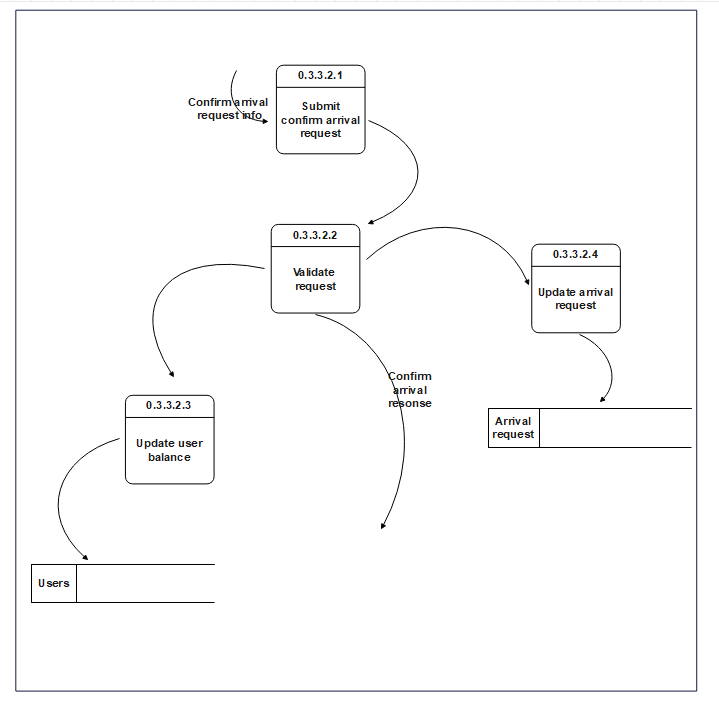 0.3.3.2.1
Confirm arrival
request info
Submit
confirm arrival
request
0.3.3.2.2
Validate
request
0.3.3.2.4
Update arrival
request
Confirm
arrival
resonse
0.3.3.2.3
Update user
balance
Arrival
request
Users